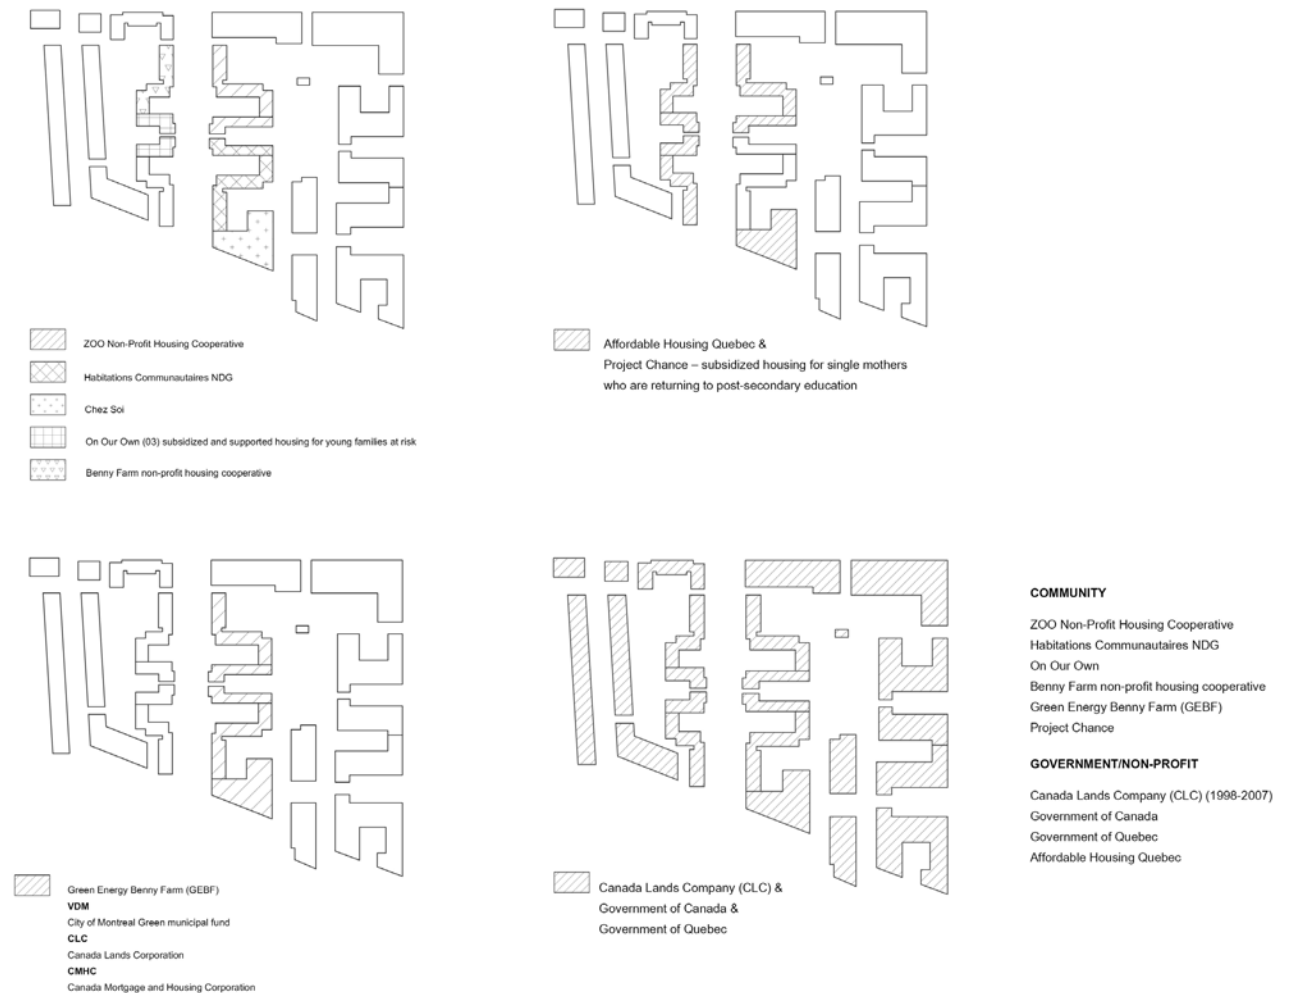 ZOO Non-Profit Housing Cooperative
Habitations Communautaires NDG
Chez Soi
On Our Own (03) subsidized and supported housing for young families at risk
Benny Farm non-profit housing cooperative
Affordable Housing Quebec &
Project Chance – subsidized housing for single mothers
who are returning to post-secondary education
Green Energy Benny Farm (GEBF)
VDM
City of Montreal Green municipal fund
CLC
Canada Lands Corporation
CMHC
Canada Mortgage and Housing Corporation
Canada Lands Company (CLC) &
Government of Canada &
Government of Quebec
COMMUNITY
ZOO Non-Profit Housing Cooperative
Habitations Communautaires NDG
On Our Own
Benny Farm non-profit housing cooperative
Green Energy Benny Farm (GEBF)
Project Chance
GOVERNMENT/NON-PROFIT
Canada Lands Company (CLC) (1998-2007)
Government of Canada
Government of Quebec
Affordable Housing Quebec